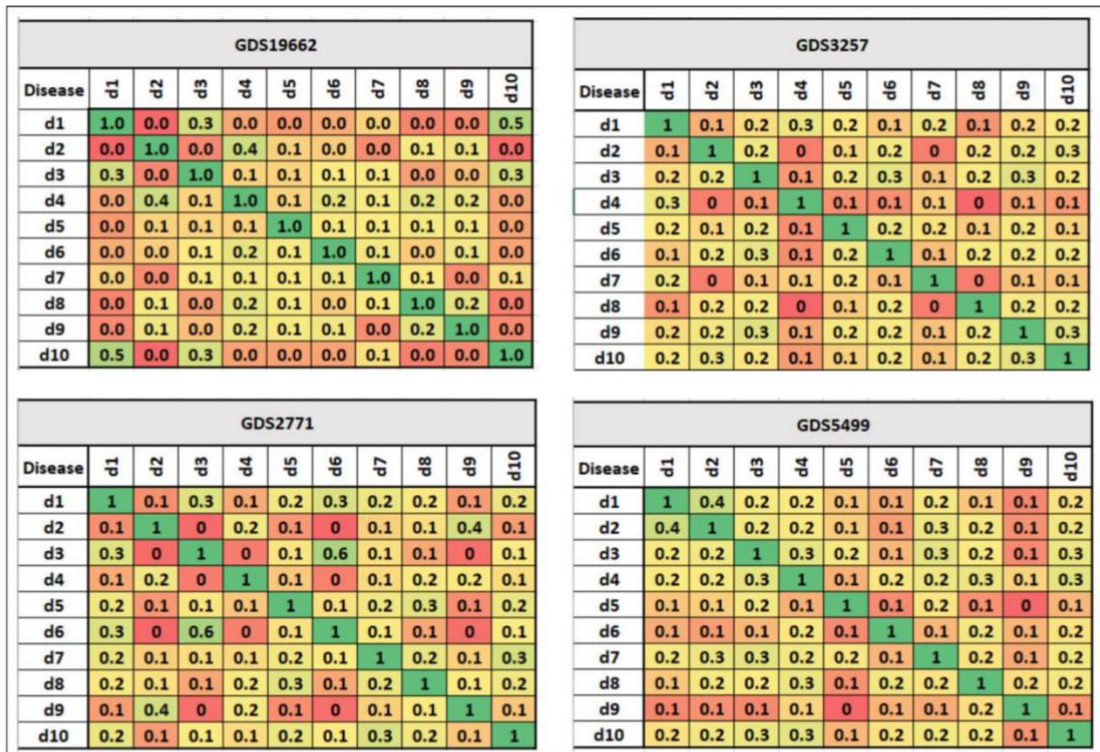 GDS19662
Disease d1 d2 d3 d4 d5 d6 d7 d8 d9 d10
d1 1.0 0.0 0.3 0.0 0.0 0.0 0.0 0.0 0.0 0.5
d2 0.0 1.0 0.0 0.4 0.1 0.0 0.0 0.1 0.1 0.0
d3 0.3 0.0 1.0 0.1 0.1 0.1 0.1 0.0 0.0 0.3
d4 0.0 0.4 0.1 1.0 0.1 0.2 0.1 0.2 0.2 0.0
d5 0.0 0.1 0.1 0.1 1.0 0.1 0.1 0.1 0.1 0.0
d6 0.0 0.0 0.1 0.2 0.1 1.0 0.1 0.0 0.1 0.0
d7 0.0 0.0 0.1 0.1 0.1 0.1 1.0 0.1 0.0 0.1
d8 0.0 0.1 0.0 0.2 0.1 0.0 0.1 1.0 0.2 0.0
d9 0.0 0.1 0.0 0.2 0.1 0.1 0.0 0.2 1.0 0.0
d10 0.5 0.0 0.3 0.0 0.0 0.0 0.1 0.0 0.0 1.0
GDS3257
Disease d1 d2 d3 d4 d5 d6 d7 d8 d9 d10
d1 1 0.1 0.2 0.3 0.2 0.1 0.2 0.1 0.2 0.2
d2 0.1 1 0.2 0 0.1 0.2 0 0.2 0.2 0.3
d3 0.2 0.2 1 0.1 0.2 0.3 0.1 0.2 0.3 0.2
d4 0.3 0 0.1 1 0.1 0.1 0.1 0 0.1 0.1
d5 0.2 0.1 0.2 0.1 1 0.2 0.2 0.1 0.2 0.1
d6 0.1 0.2 0.3 0.1 0.2 1 0.1 0.2 0.2 0.2
d7 0.2 0 0.1 0.1 0.2 0.1 1 0 0.1 0.1
d8 0.1 0.2 0.2 0 0.1 0.2 0 1 0.2 0.2
d9 0.2 0.2 0.3 0.1 0.2 0.2 0.1 0.2 1 0.3
d10 0.2 0.3 0.2 0.1 0.1 0.2 0.1 0.2 0.3 1
GDS2771
Disease d1 d2 d3 d4 d5 d6 d7 d8 d9 d10
d1 1 0.1 0.3 0.1 0.2 0.3 0.2 0.2 0.1 0.2
d2 0.1 1 0 0.2 0.1 0 0.1 0.1 0.4 0.1
d3 0.3 0 1 0 0.1 0.6 0.1 0.1 0 0.1
d4 0.1 0.2 0 1 0.1 0 0.1 0.2 0.2 0.1
d5 0.2 0.1 0.1 0.1 1 0.1 0.2 0.3 0.1 0.2
d6 0.3 0 0.6 0 0.1 1 0.1 0.1 0 0.1
d7 0.2 0.1 0.1 0.1 0.2 0.1 1 0.2 0.1 0.3
d8 0.2 0.1 0.1 0.2 0.3 0.1 0.2 1 0.1 0.2
d9 0.1 0.4 0 0.2 0.1 0 0.1 0.1 1 0.1
d10 0.2 0.1 0.1 0.1 0.2 0.1 0.3 0.2 0.1 1
GDS5499
Disease d1 d2 d3 d4 d5 d6 d7 d8 d9 d10
d1 1 0.4 0.2 0.2 0.1 0.1 0.2 0.1 0.1 0.2
d2 0.4 1 0.2 0.2 0.1 0.1 0.3 0.2 0.1 0.2
d3 0.2 0.2 1 0.3 0.2 0.1 0.3 0.2 0.1 0.3
d4 0.2 0.2 0.3 1 0.1 0.2 0.2 0.3 0.1 0.3
d5 0.1 0.1 0.2 0.1 1 0.1 0.2 0.1 0 0.1
d6 0.1 0.1 0.1 0.2 0.1 1 0.1 0.2 0.1 0.2
d7 0.2 0.3 0.3 0.2 0.2 0.1 1 0.2 0.1 0.2
d8 0.1 0.2 0.2 0.3 0.1 0.2 0.2 1 0.2 0.2
d9 0.1 0.1 0.1 0.1 0 0.1 0.1 0.2 1 0.1
d10 0.2 0.2 0.3 0.3 0.1 0.2 0.2 0.2 0.1 1